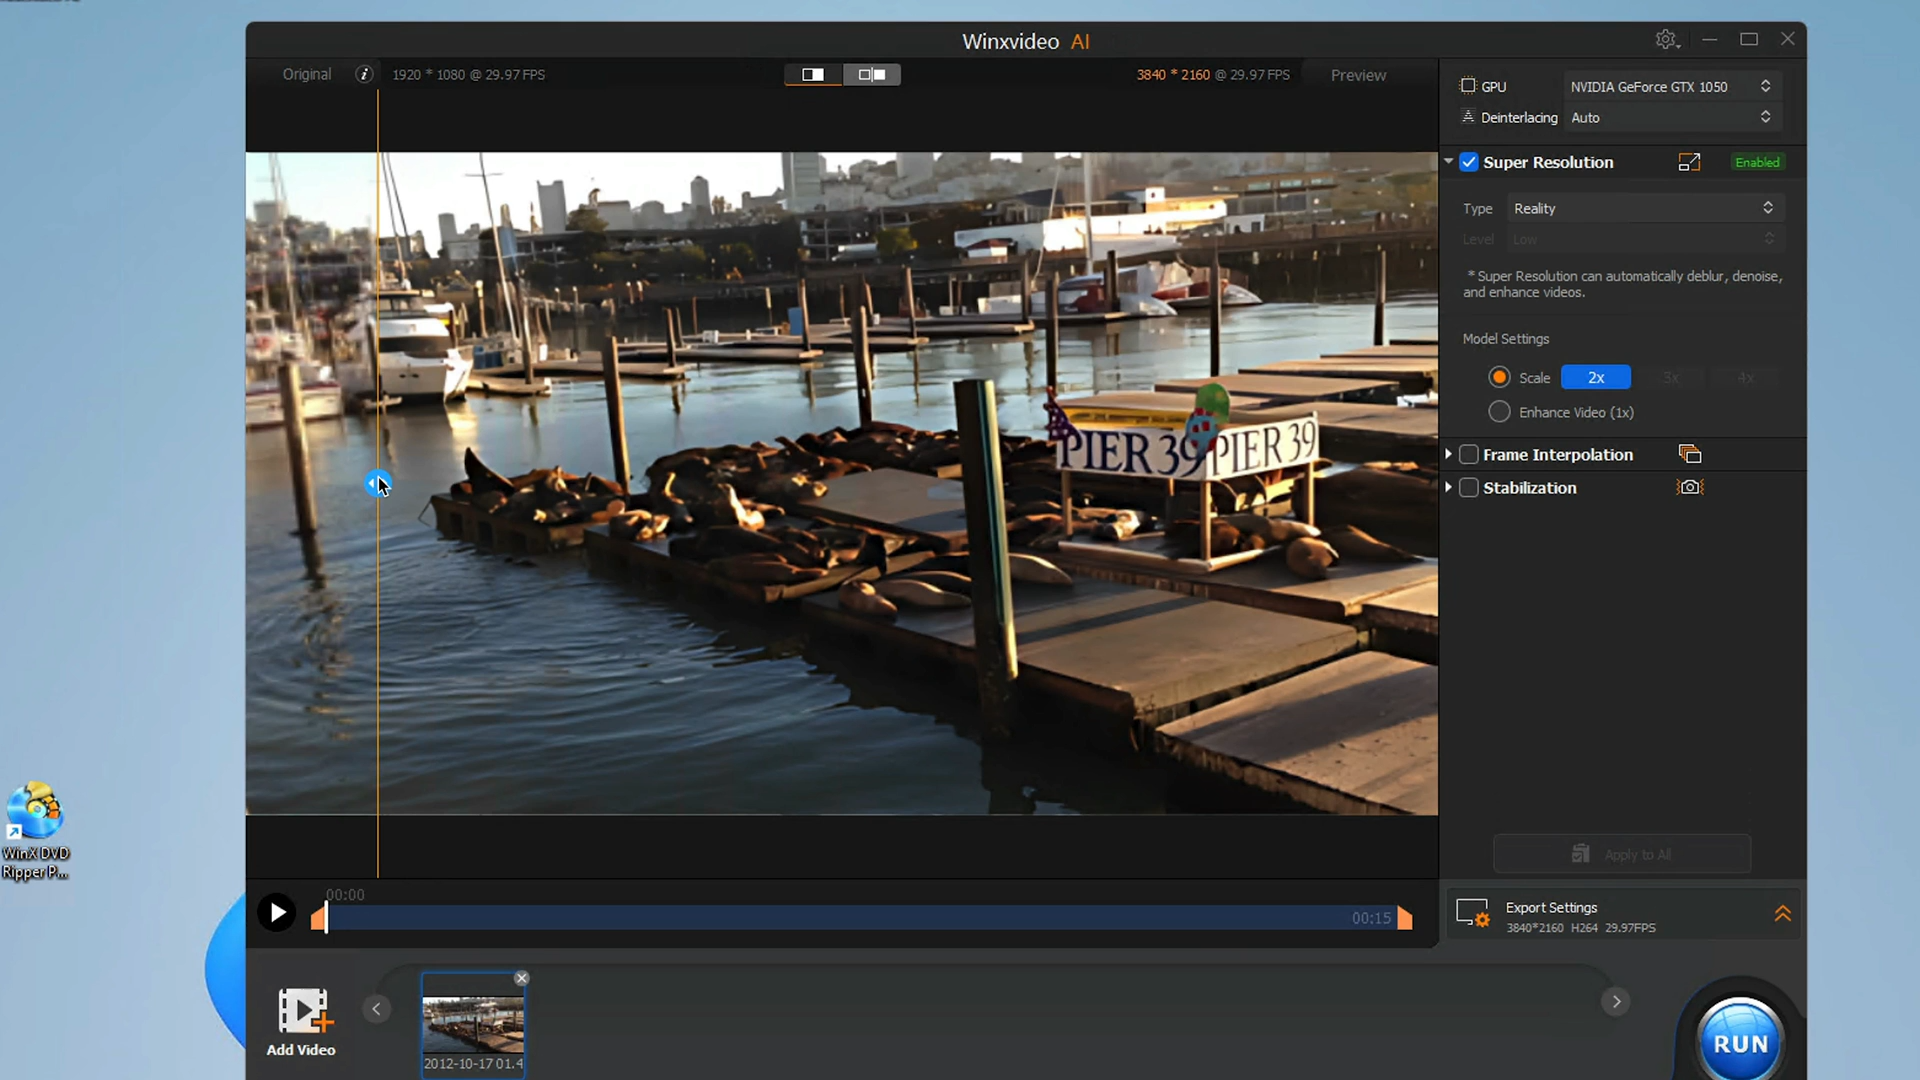 Winxvideo AI
Original
1920 * 1080 @ 29.97 FPS
3840 * 2160 @ 29.97 FPS
Preview
GPU
NVIDIA GeForce GTX 1050
Deinterlacing
Auto
Super Resolution
Enabled
Type
Reality
Level
Low
* Super Resolution can automatically deblur, denoise,
and enhance videos.
Model Settings
Scale
2x
3x
4x
Enhance Video (1x)
Frame Interpolation
Stabilization
PIER 39 PIER 39
Apply to All
00:00
00:15
Export Settings
3840*2160 H264 29.97FPS
Add Video
2012-10-17 01.4
RUN
WinX DVD
Ripper P...